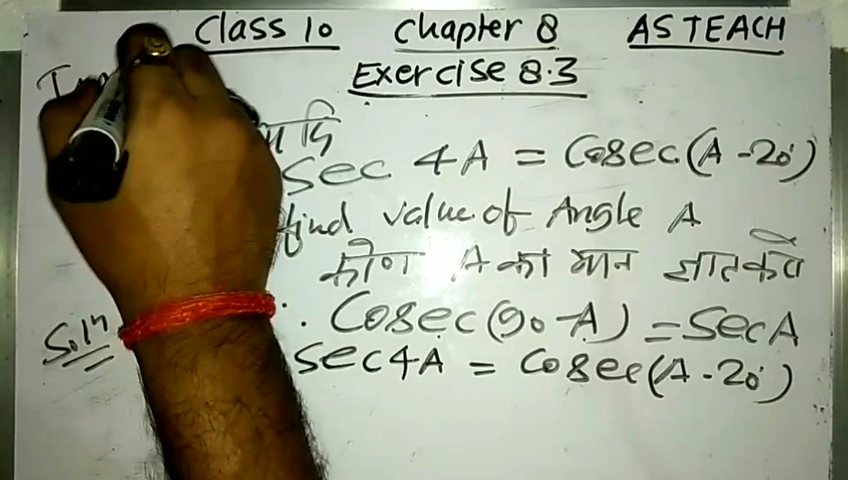 Class 10 Chapter 8 AS TEACH
Exercise 8.3
यदि
Sec 4A = Cosec(A - 20°)
find value of Angle A
कोण A का मान ज्ञात करें
Soln ∵ Cosec(90 - A) = Sec A
Sec 4A = Cosec(A - 20°)